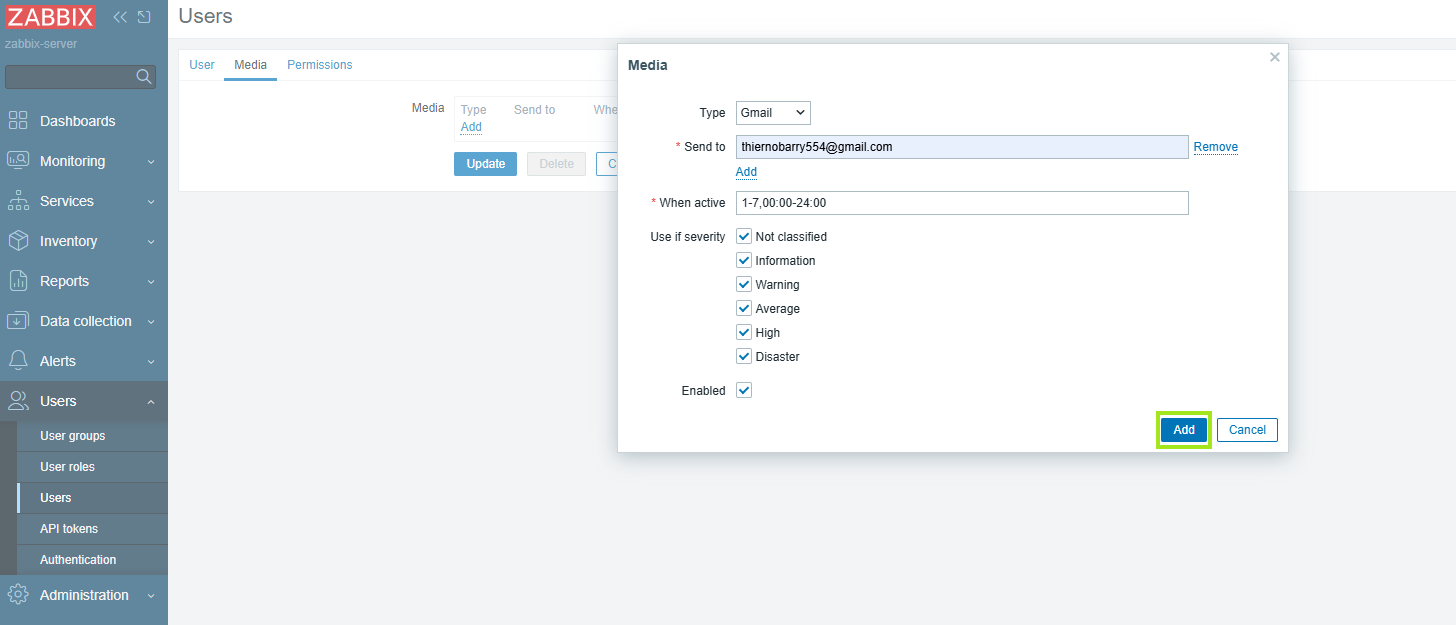 ZABBIX
zabbix-server
Dashboards
Monitoring
Services
Inventory
Reports
Data collection
Alerts
Users
User groups
User roles
Users
API tokens
Authentication
Administration
Users
User Media Permissions
Media Type Send to Whe
Add
Update Delete C
Media
Type Gmail
* Send to thiernobarry554@gmail.com Remove
Add
* When active 1-7,00:00-24:00
Use if severity Not classified
Information
Warning
Average
High
Disaster
Enabled
Add Cancel